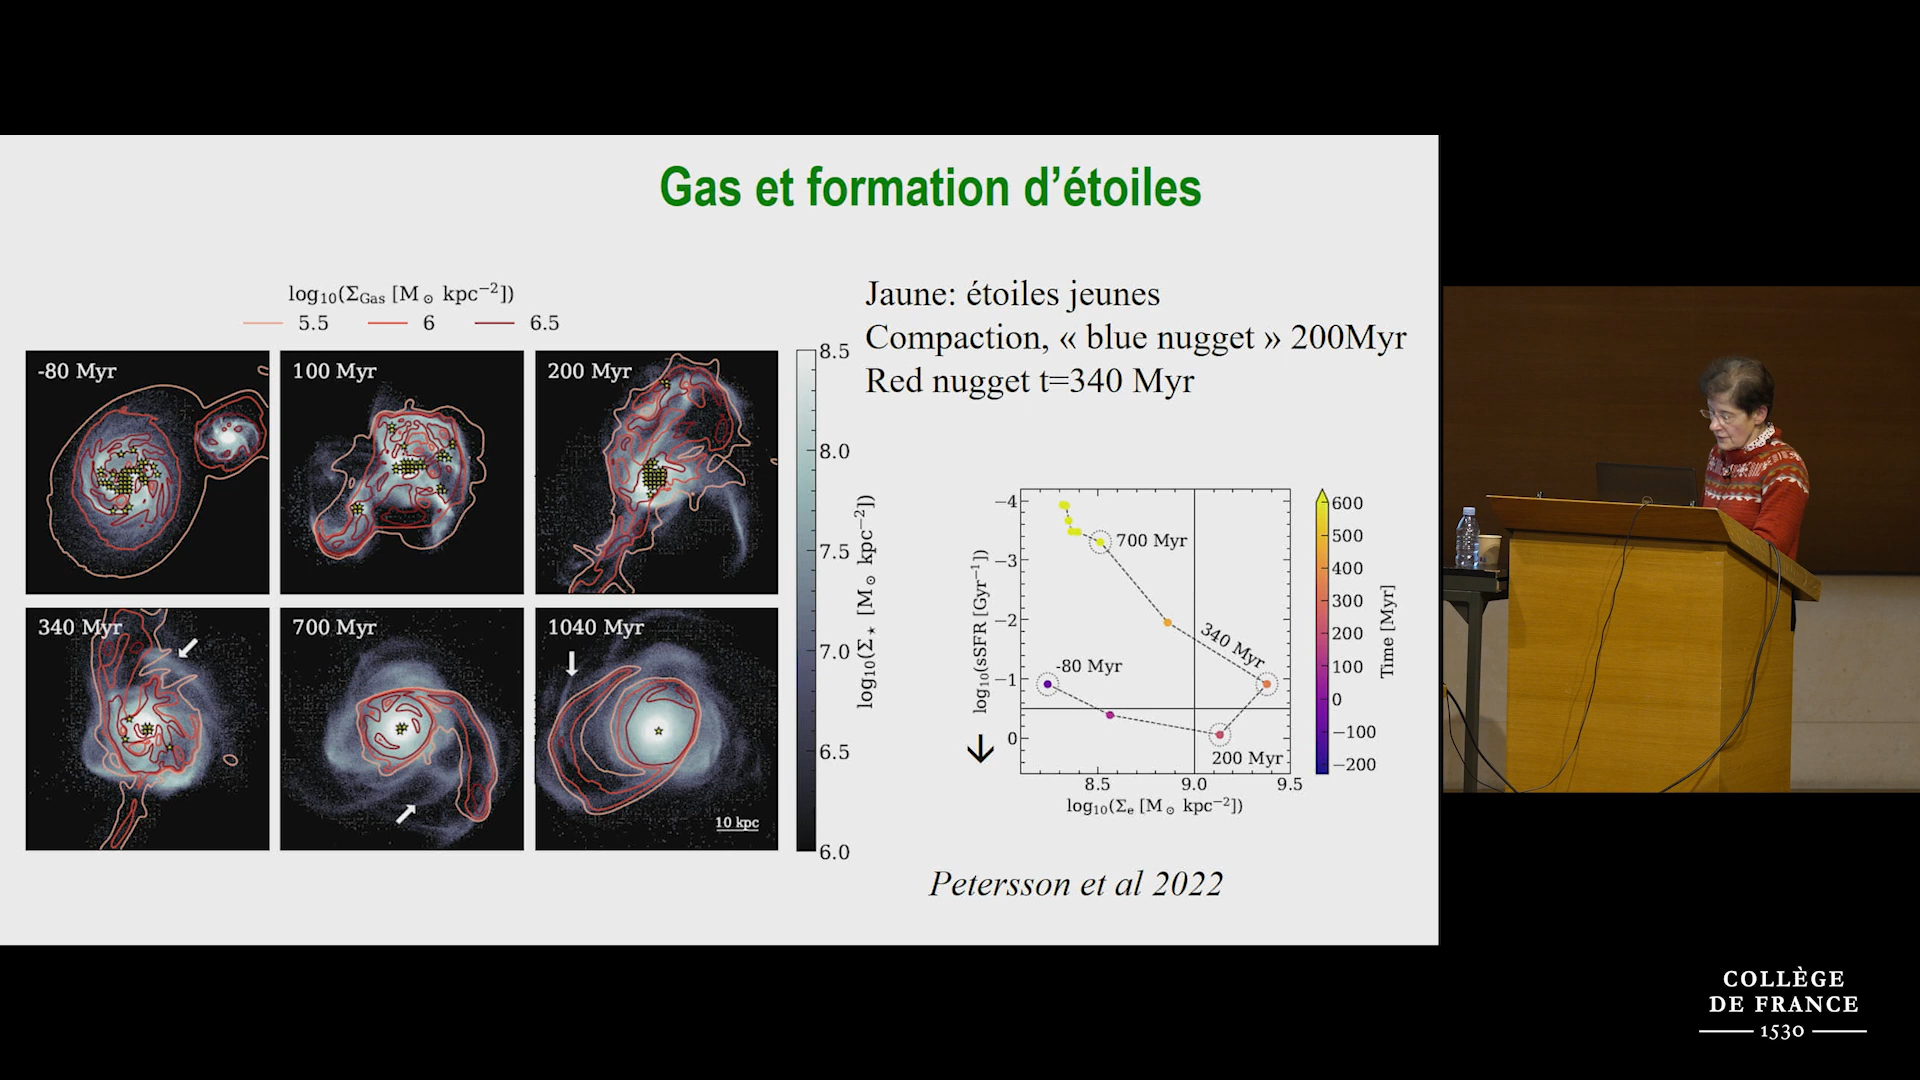 Gas et formation d’étoiles
log₁₀(Σ_Gas [M⊙ kpc⁻²])
5.5 6 6.5
Jaune: étoiles jeunes
Compaction, « blue nugget » 200Myr
Red nugget t=340 Myr
-80 Myr
100 Myr
200 Myr
340 Myr
700 Myr
1040 Myr
10 kpc
8.5
8.0
7.5
7.0
6.5
6.0
log₁₀(Σ⋆ [M⊙ kpc⁻²])
−4
−3
−2
−1
0
log₁₀(sSFR [Gyr⁻¹])
700 Myr
340 Myr
-80 Myr
200 Myr
8.5 9.0 9.5
log₁₀(Σₑ [M⊙ kpc⁻²])
600
500
400
300
200
100
0
−100
−200
Time [Myr]
Petersson et al 2022
COLLÈGE
DE FRANCE
1530